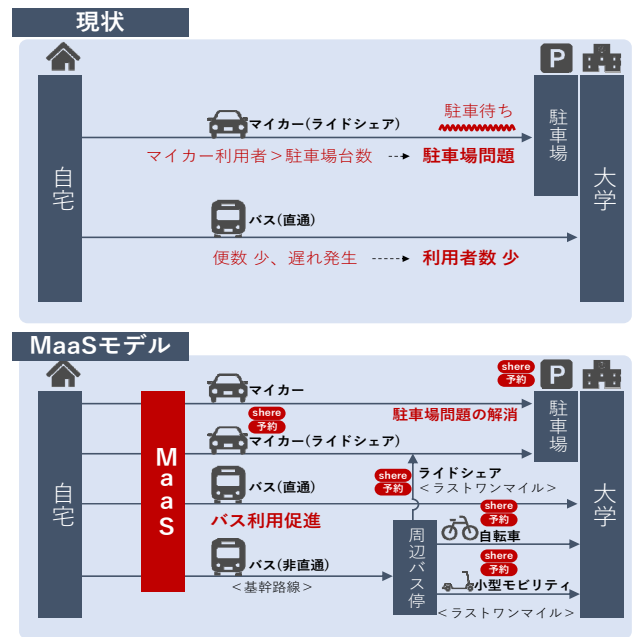 現状
P
マイカー(ライドシェア)
駐車待ち
マイカー利用者＞駐車場台数
駐車場問題
駐車場
自宅
大学
バス(直通)
便数 少、遅れ発生
利用者数 少
MaaSモデル
shere
予約
P
マイカー
駐車場問題の解消
shere
予約
マイカー(ライドシェア)
駐車場
MaaS
自宅
大学
shere
予約
ライドシェア
＜ラストワンマイル＞
バス(直通)
バス利用促進
shere
予約
自転車
周辺バス停
バス(非直通)
＜基幹路線＞
shere
予約
小型モビリティ
＜ラストワンマイル＞